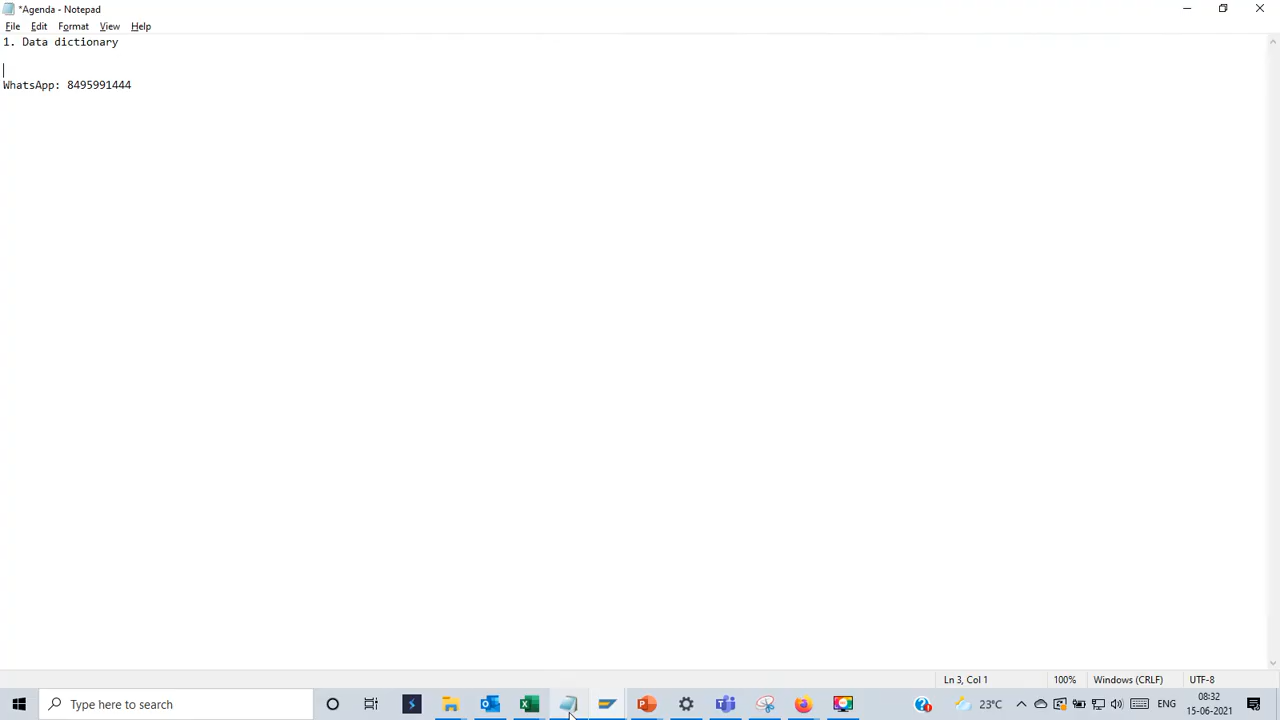 *Agenda - Notepad
File Edit Format View Help
1. Data dictionary
WhatsApp: 8495991444
Ln 3, Col 1 100% Windows (CRLF) UTF-8
Type here to search
23°C ENG 08:32
15-06-2021